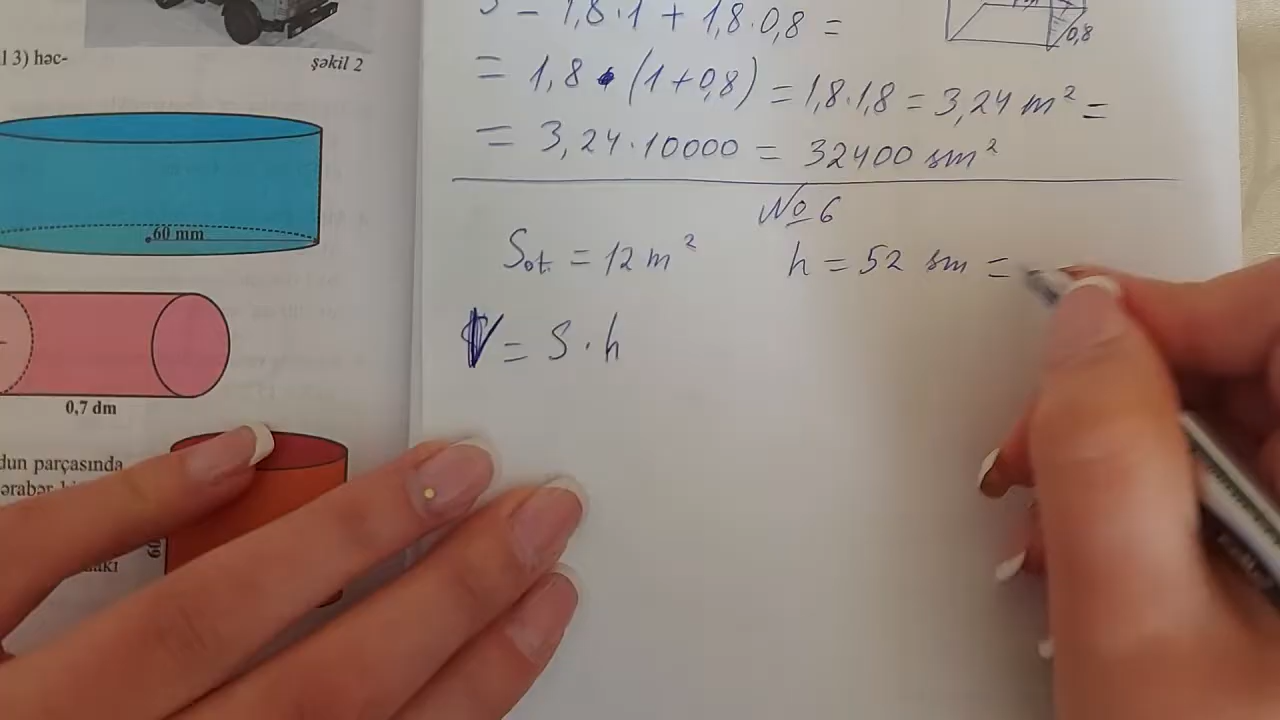 l 3) həc-
şəkil 2
60 mm
0,7 dm
dun parçasında
ərabər
60
= 1,8·1 + 1,8·0,8 =
0,8
= 1,8 · (1+0,8) = 1,8·1,8 = 3,24 m² =
= 3,24·10000 = 32400 sm²
№6
Sot. = 12 m² h = 52 sm =
V = S · h